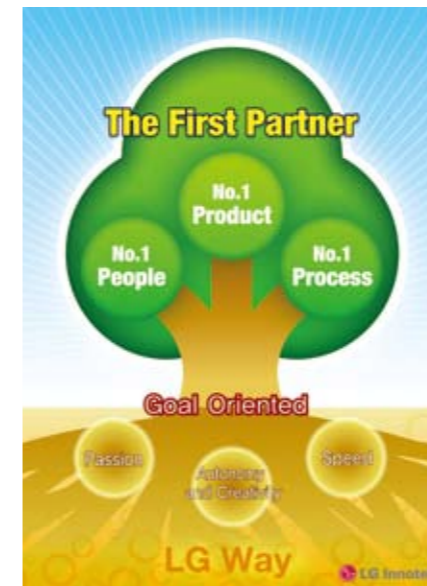 The First Partner
No.1
Product
No.1
People
No.1
Process
Goal Oriented
Passion
Autonomy
and Creativity
Speed
LG Way
LG Innotek